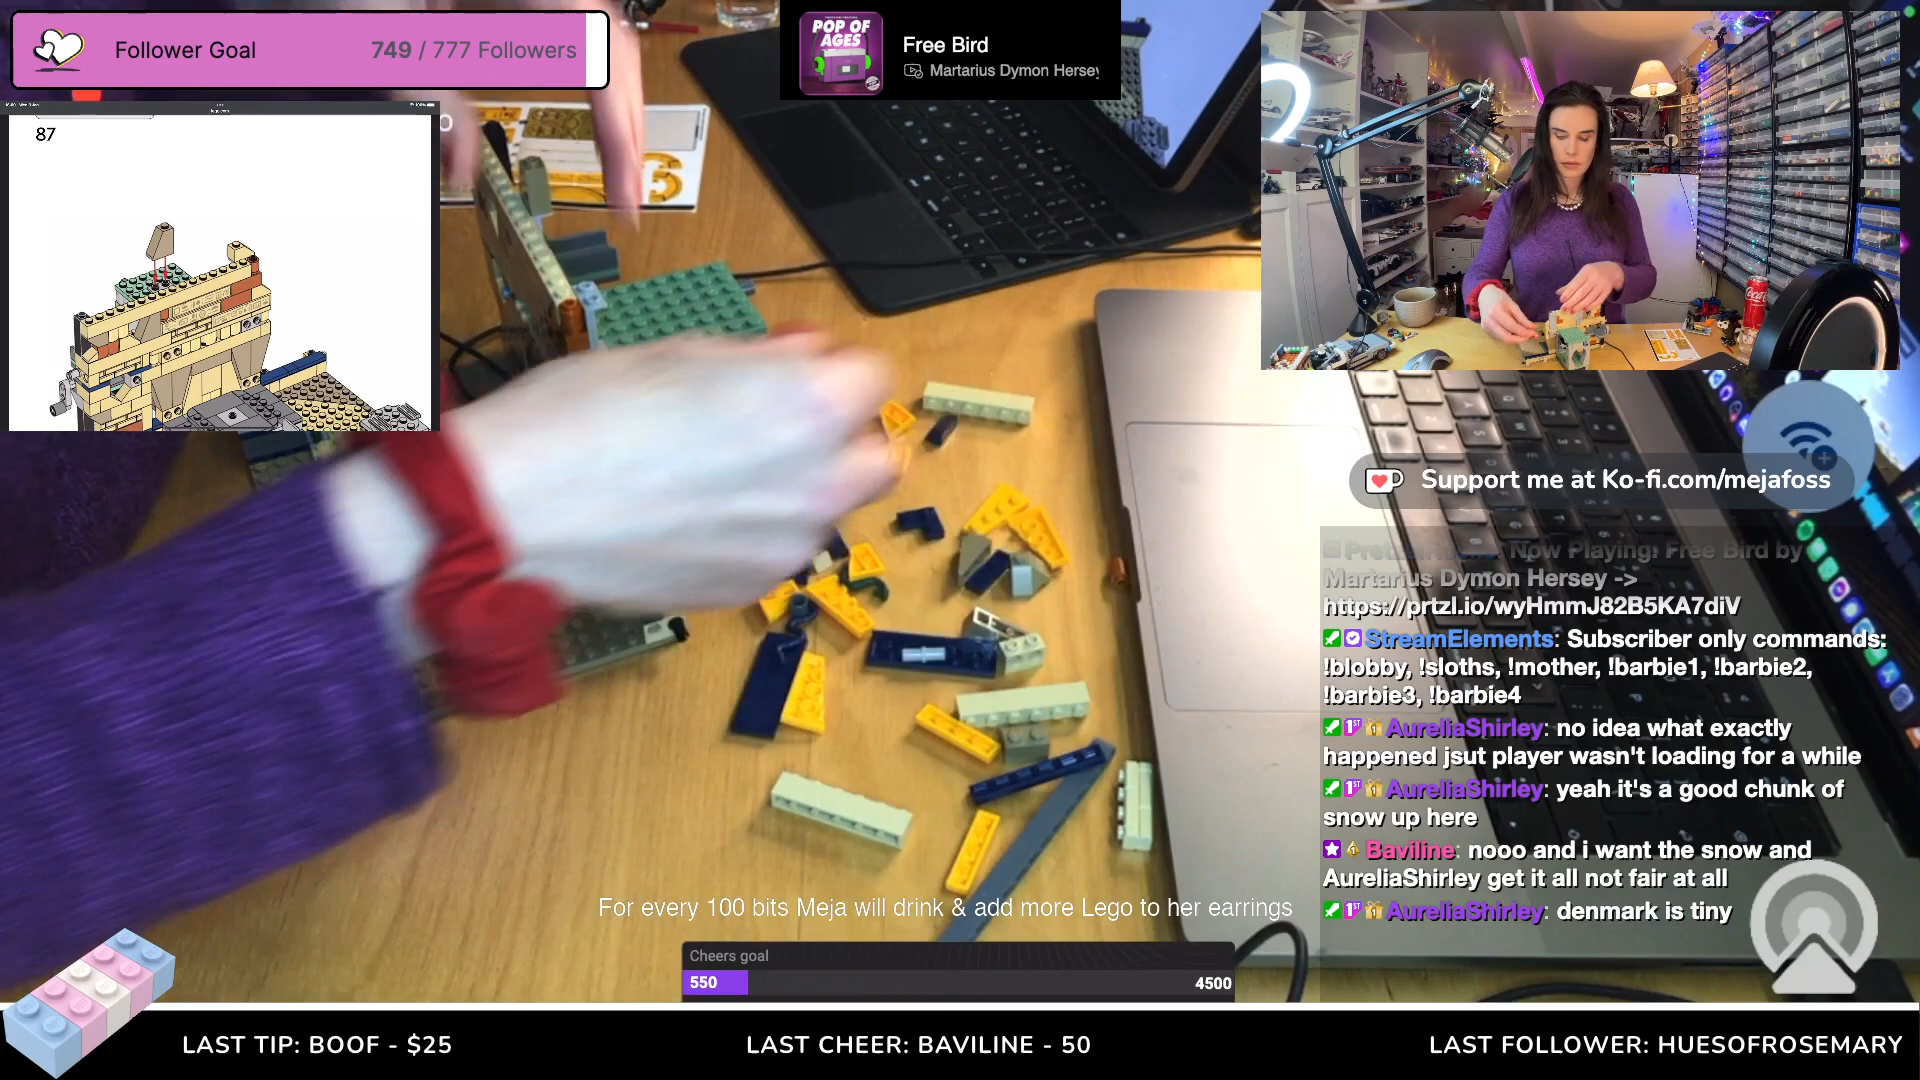 Follower Goal
749 / 777 Followers
POP OF
AGES
Free Bird
Martarius Dymon Hersey
87
Support me at Ko-fi.com/mejafoss
Now Playing: Free Bird by
Martarius Dymon Hersey ->
https://prtzl.io/wyHmmJ82B5KA7diV
StreamElements: Subscriber only commands:
!blobby, !sloths, !mother, !barbie1, !barbie2,
!barbie3, !barbie4
AureliaShirley: no idea what exactly
happened jsut player wasn't loading for a while
AureliaShirley: yeah it's a good chunk of
snow up here
Baviline: nooo and i want the snow and
AureliaShirley get it all not fair at all
AureliaShirley: denmark is tiny
For every 100 bits Meja will drink & add more Lego to her earrings
Cheers goal
550
4500
LAST TIP: BOOF - $25
LAST CHEER: BAVILINE - 50
LAST FOLLOWER: HUESOFROSEMARY